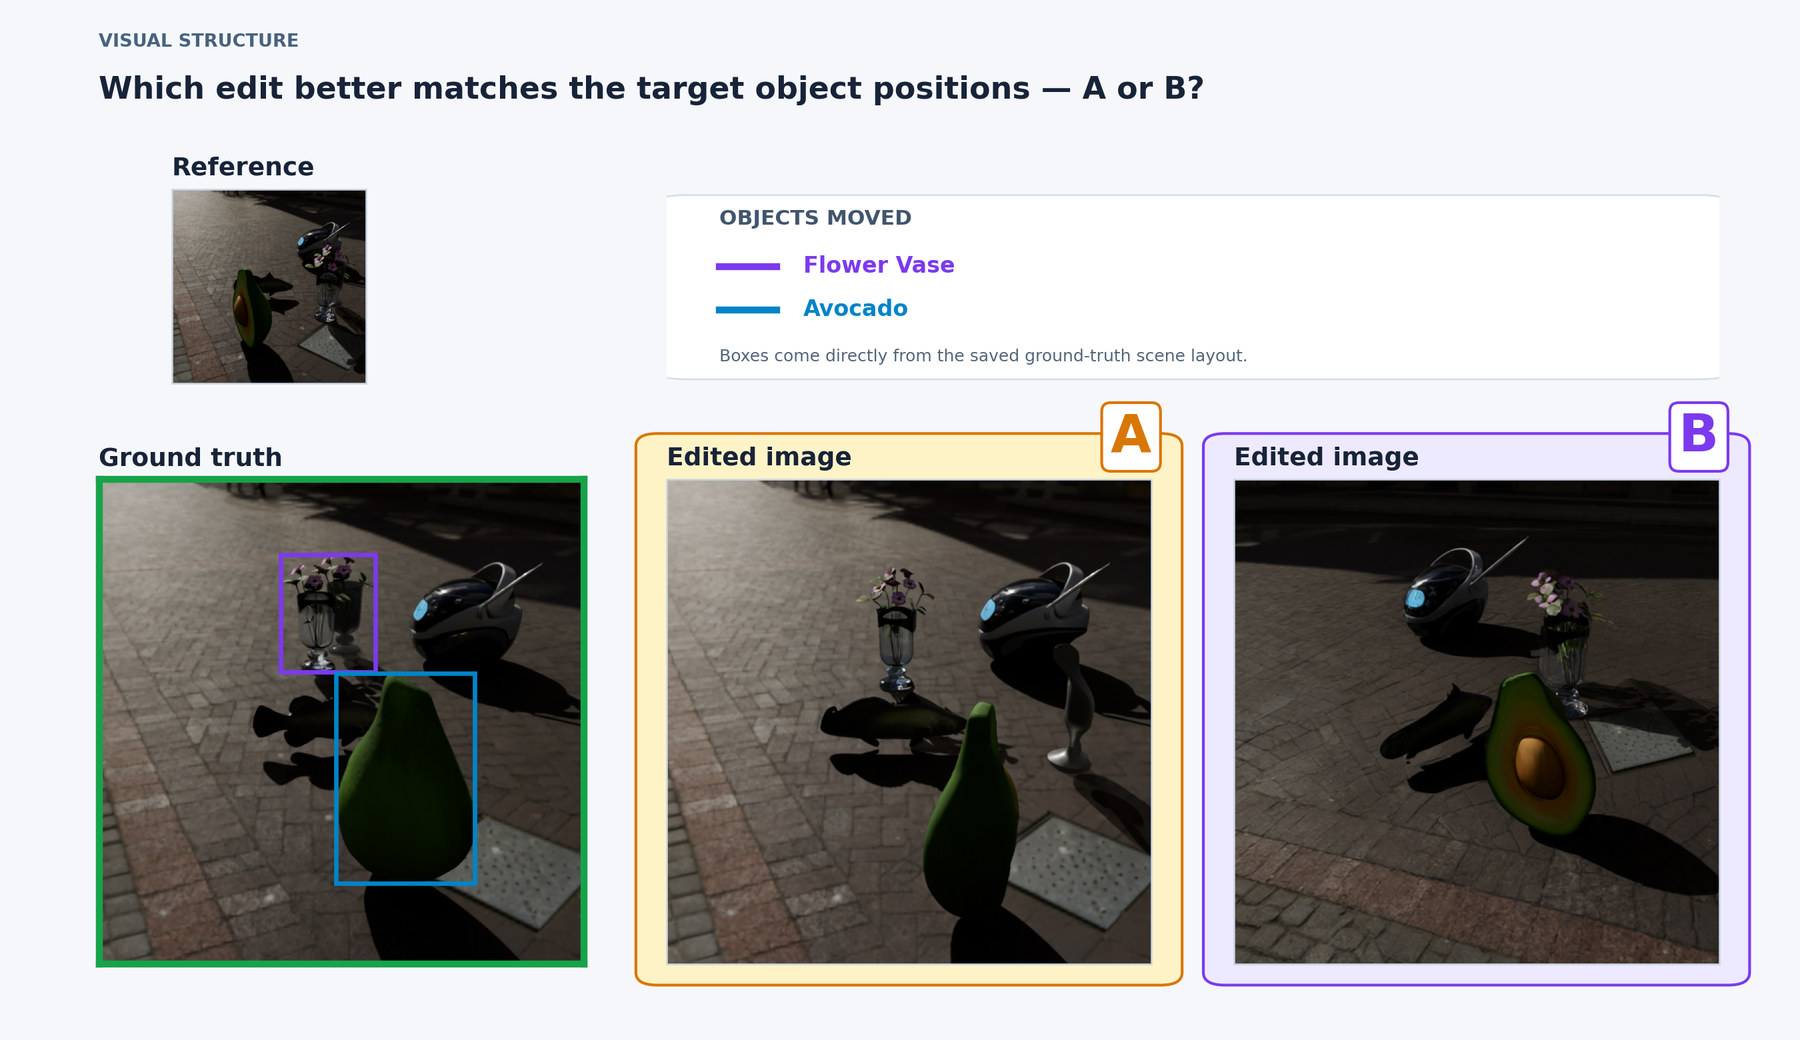 VISUAL STRUCTURE
Which edit better matches the target object positions — A or B?
Reference
OBJECTS MOVED
Flower Vase
Avocado
Boxes come directly from the saved ground-truth scene layout.
Ground truth
Edited image
A
Edited image
B